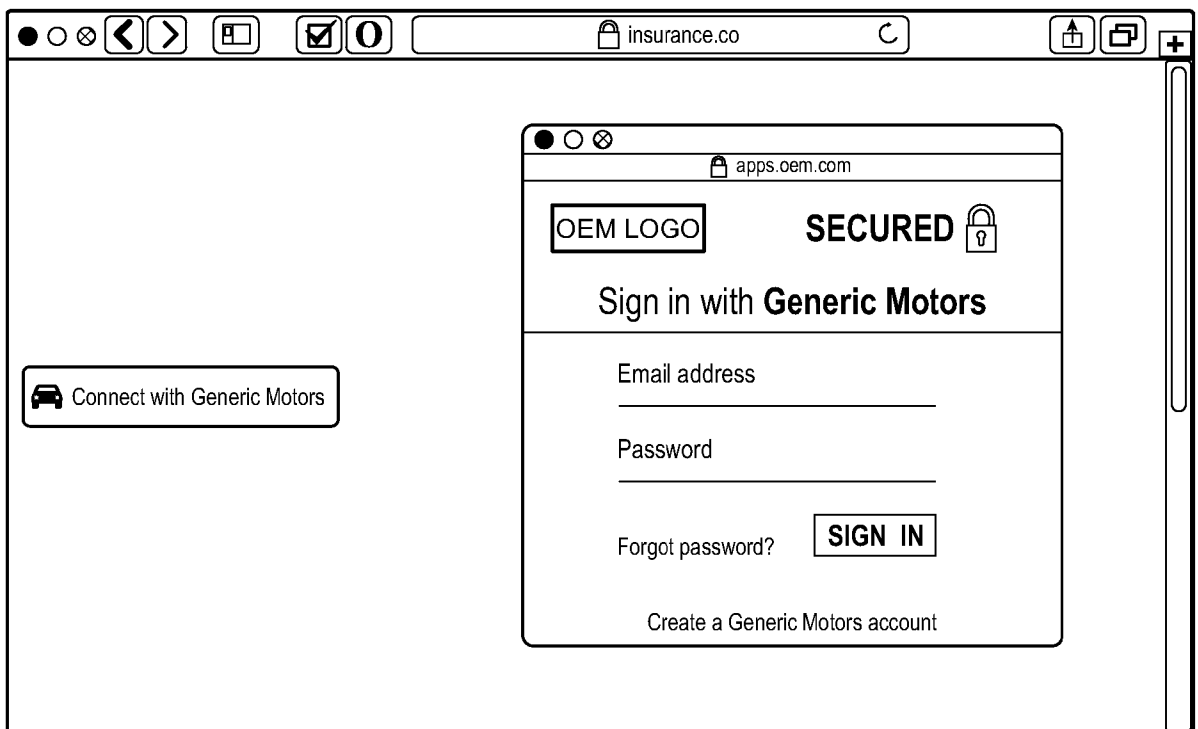 insurance.co
apps.oem.com
OEM LOGO
SECURED
Sign in with Generic Motors
Connect with Generic Motors
Email address
Password
Forgot password?
SIGN IN
Create a Generic Motors account